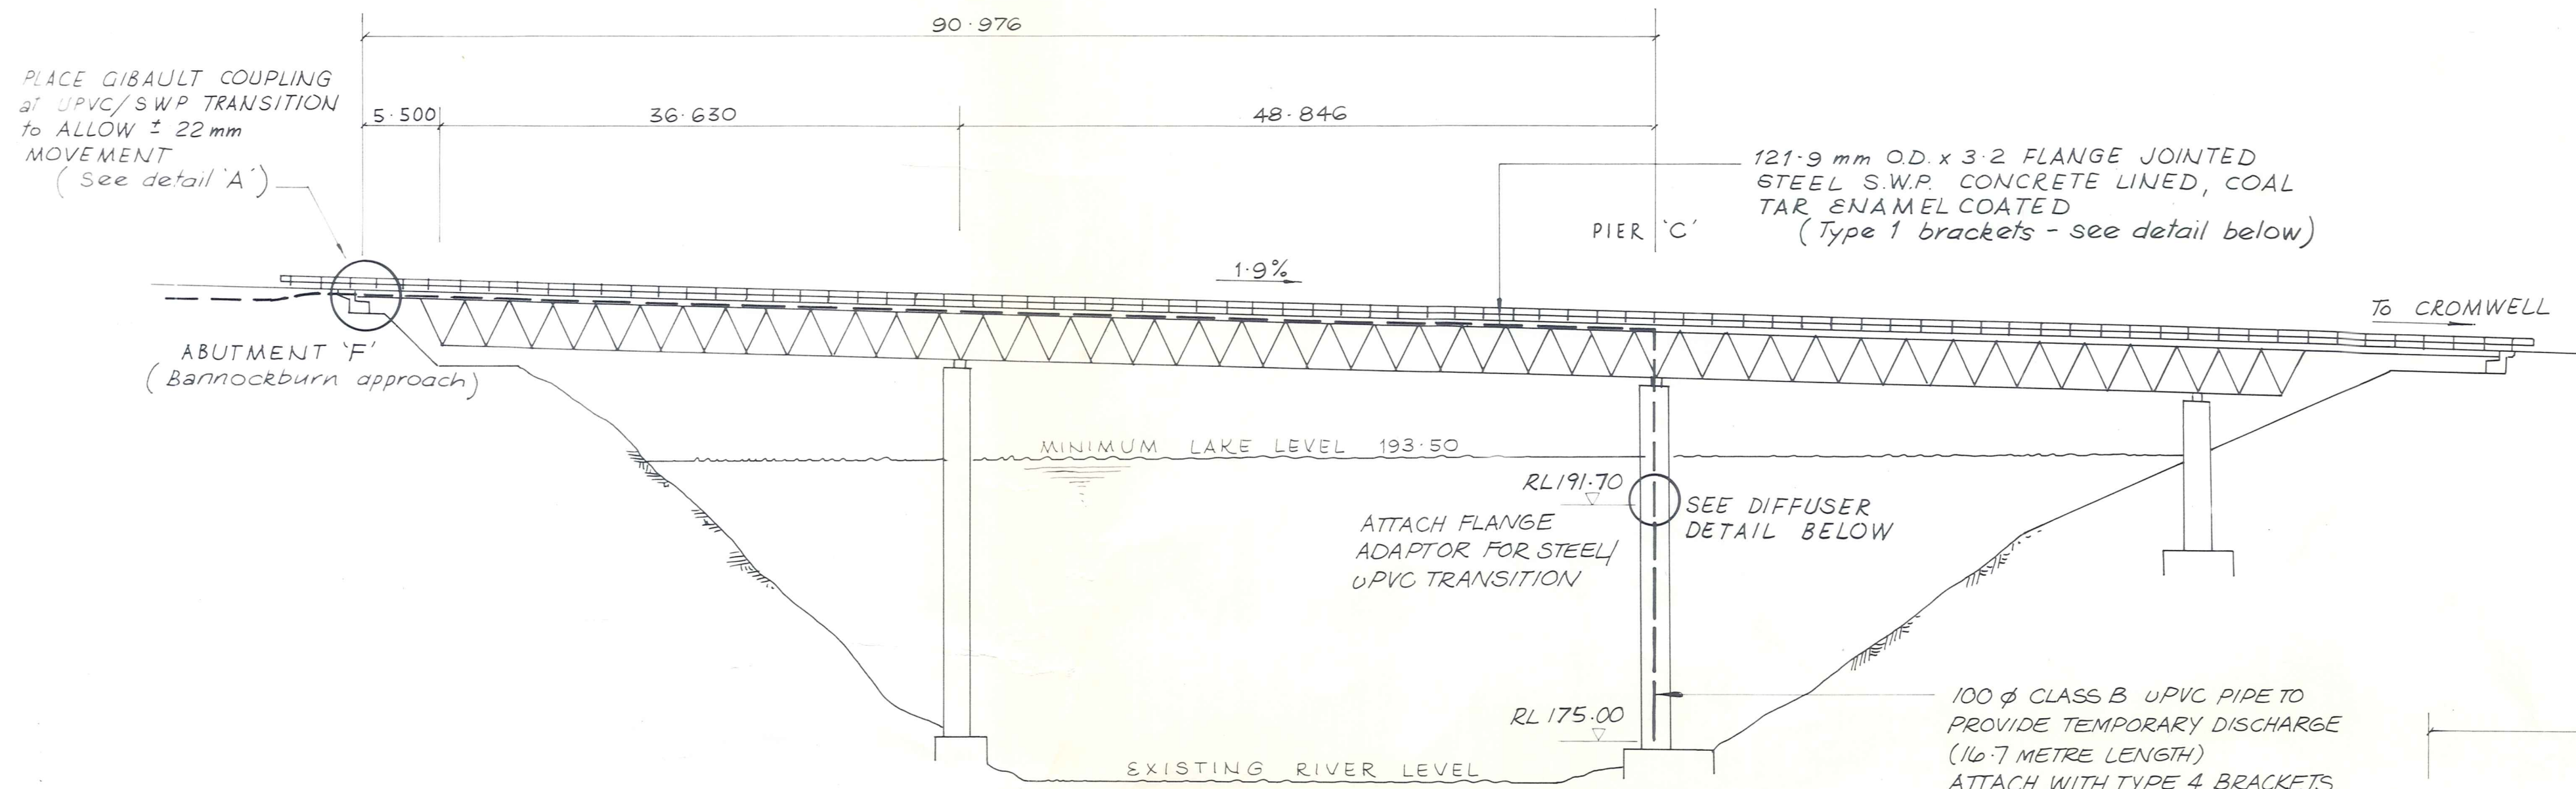 90·976
PLACE GIBAULT COUPLING
at UPVC/SWP TRANSITION
to ALLOW ± 22 mm
MOVEMENT
(See detail 'A')
5·500
36·630
48·846
121·9 mm O.D. x 3·2 FLANGE JOINTED
STEEL S.W.P. CONCRETE LINED, COAL
TAR ENAMEL COATED
(Type 1 brackets - see detail below)
PIER 'C'
1·9%
To CROMWELL
ABUTMENT 'F'
(Bannockburn approach)
MINIMUM LAKE LEVEL 193·50
RL 191·70
SEE DIFFUSER
DETAIL BELOW
ATTACH FLANGE
ADAPTOR FOR STEEL/
uPVC TRANSITION
RL 175·00
100 φ CLASS B uPVC PIPE TO
PROVIDE TEMPORARY DISCHARGE
(16·7 METRE LENGTH)
ATTACH WITH TYPE 4 BRACKETS
EXISTING RIVER LEVEL